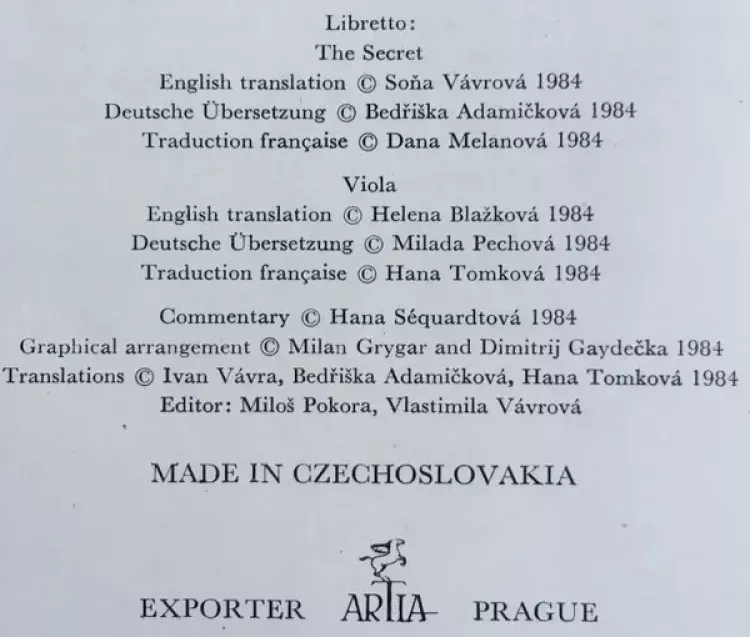 Libretto:
The Secret
English translation © Soňa Vávrová 1984
Deutsche Übersetzung © Bedřiška Adamičková 1984
Traduction française © Dana Melanová 1984
Viola
English translation © Helena Blažková 1984
Deutsche Übersetzung © Milada Pechová 1984
Traduction française © Hana Tomková 1984
Commentary © Hana Séquardtová 1984
Graphical arrangement © Milan Grygar and Dimitrij Gaydečka 1984
Translations © Ivan Vávra, Bedřiška Adamičková, Hana Tomková 1984
Editor: Miloš Pokora, Vlastimila Vávrová
MADE IN CZECHOSLOVAKIA
EXPORTER ARTIA PRAGUE